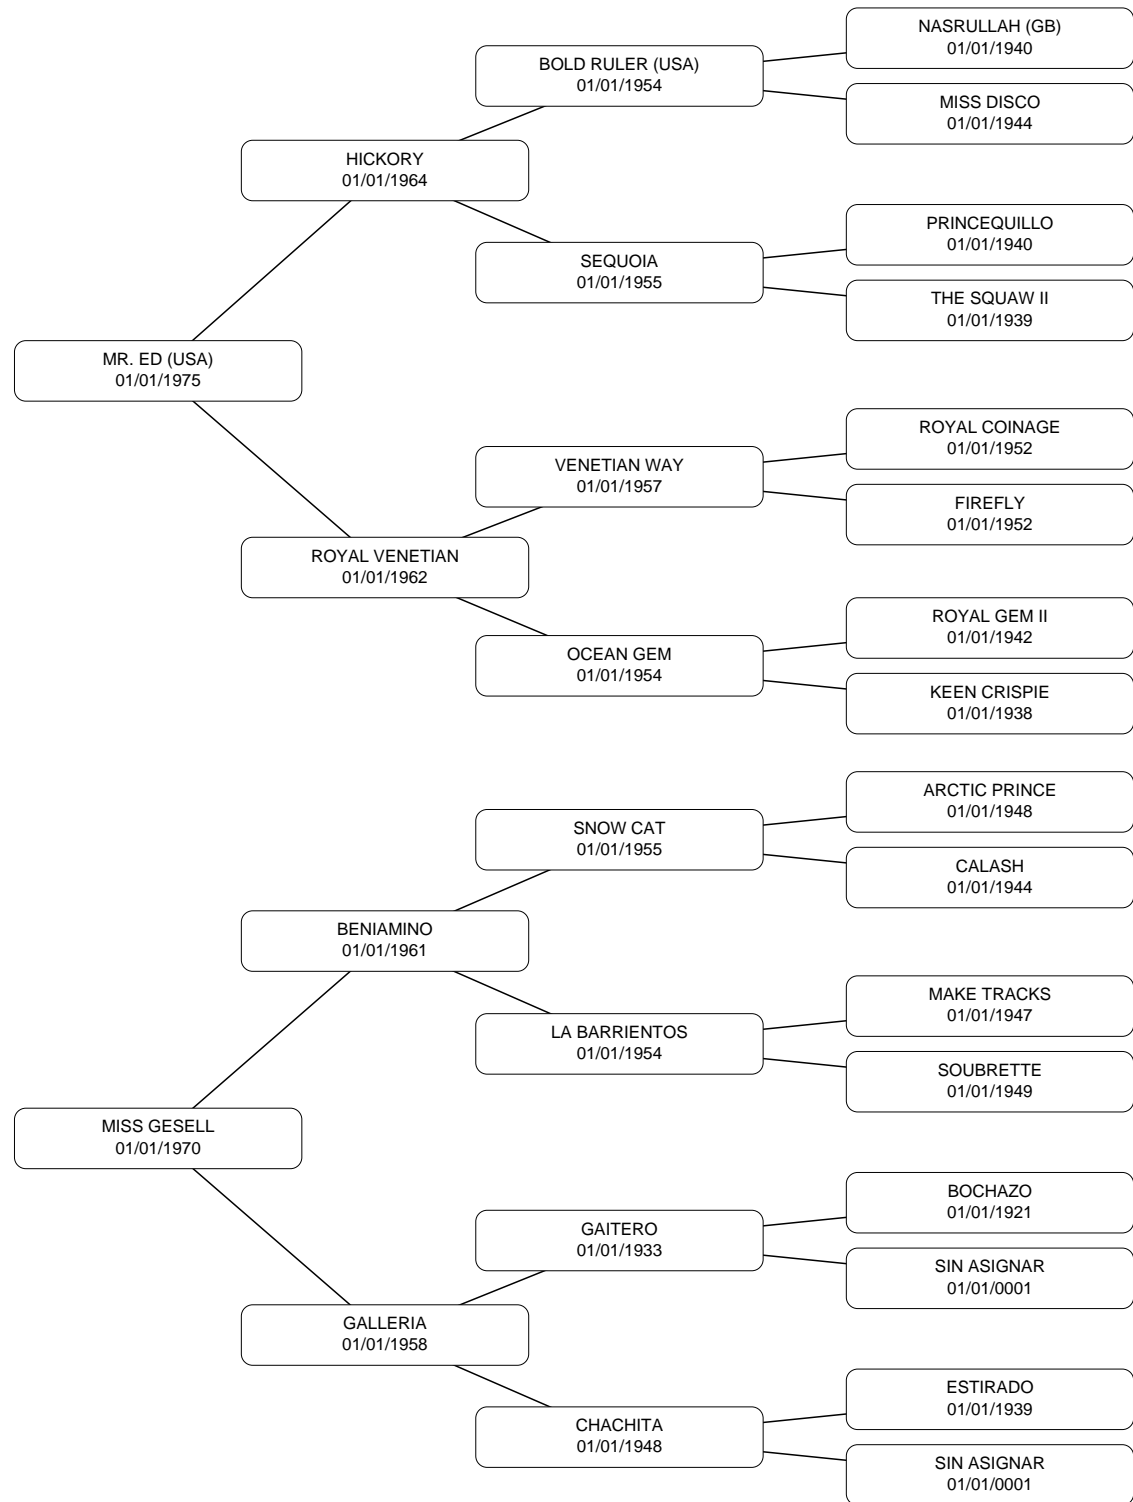 NASRULLAH (GB)
01/01/1940
BOLD RULER (USA)
01/01/1954
MISS DISCO
01/01/1944
HICKORY
01/01/1964
PRINCEQUILLO
01/01/1940
SEQUOIA
01/01/1955
THE SQUAW II
01/01/1939
MR. ED (USA)
01/01/1975
ROYAL COINAGE
01/01/1952
VENETIAN WAY
01/01/1957
FIREFLY
01/01/1952
ROYAL VENETIAN
01/01/1962
ROYAL GEM II
01/01/1942
OCEAN GEM
01/01/1954
KEEN CRISPIE
01/01/1938
ARCTIC PRINCE
01/01/1948
SNOW CAT
01/01/1955
CALASH
01/01/1944
BENIAMINO
01/01/1961
MAKE TRACKS
01/01/1947
LA BARRIENTOS
01/01/1954
SOUBRETTE
01/01/1949
MISS GESELL
01/01/1970
BOCHAZO
01/01/1921
GAITERO
01/01/1933
SIN ASIGNAR
01/01/0001
GALLERIA
01/01/1958
ESTIRADO
01/01/1939
CHACHITA
01/01/1948
SIN ASIGNAR
01/01/0001